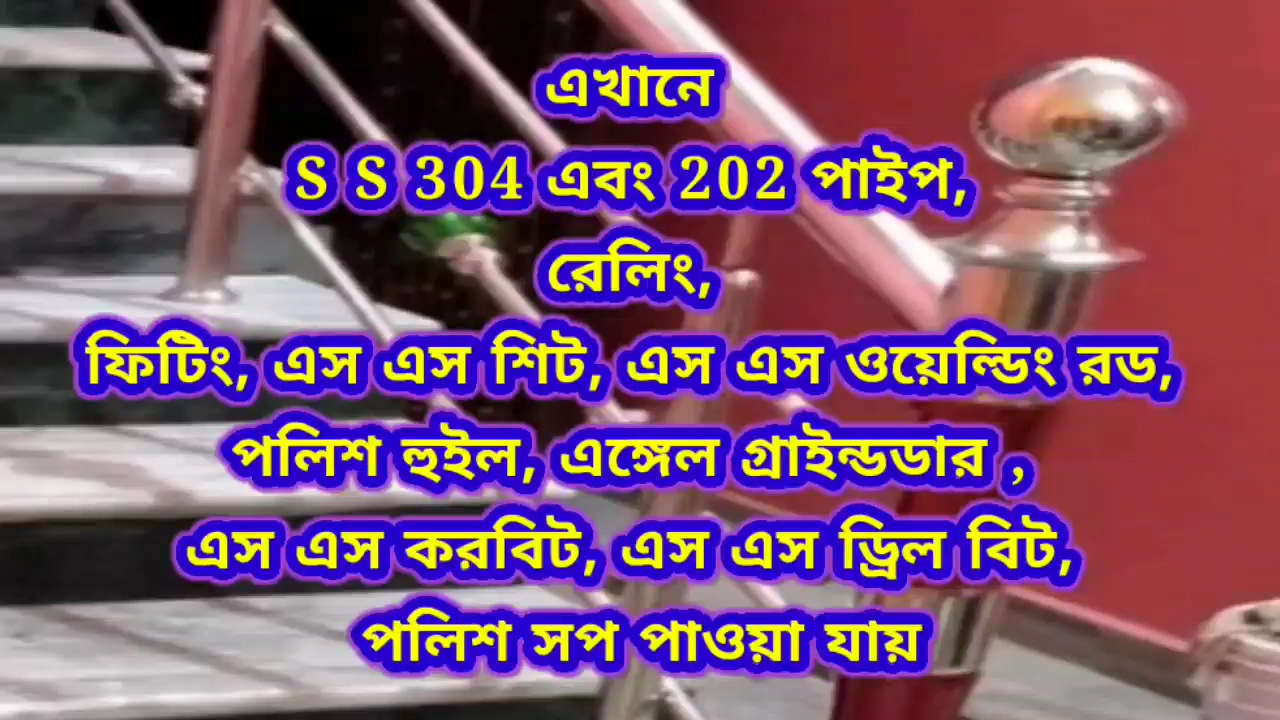 এখানে
S S 304 এবং 202 পাইপ,
রেলিং,
ফিটিং, এস এস শিট, এস এস ওয়েল্ডিং রড,
পলিশ হুইল, এঙ্গেল গ্রাইন্ডডার ,
এস এস করবিট, এস এস ড্রিল বিট,
পলিশ সপ পাওয়া যায়